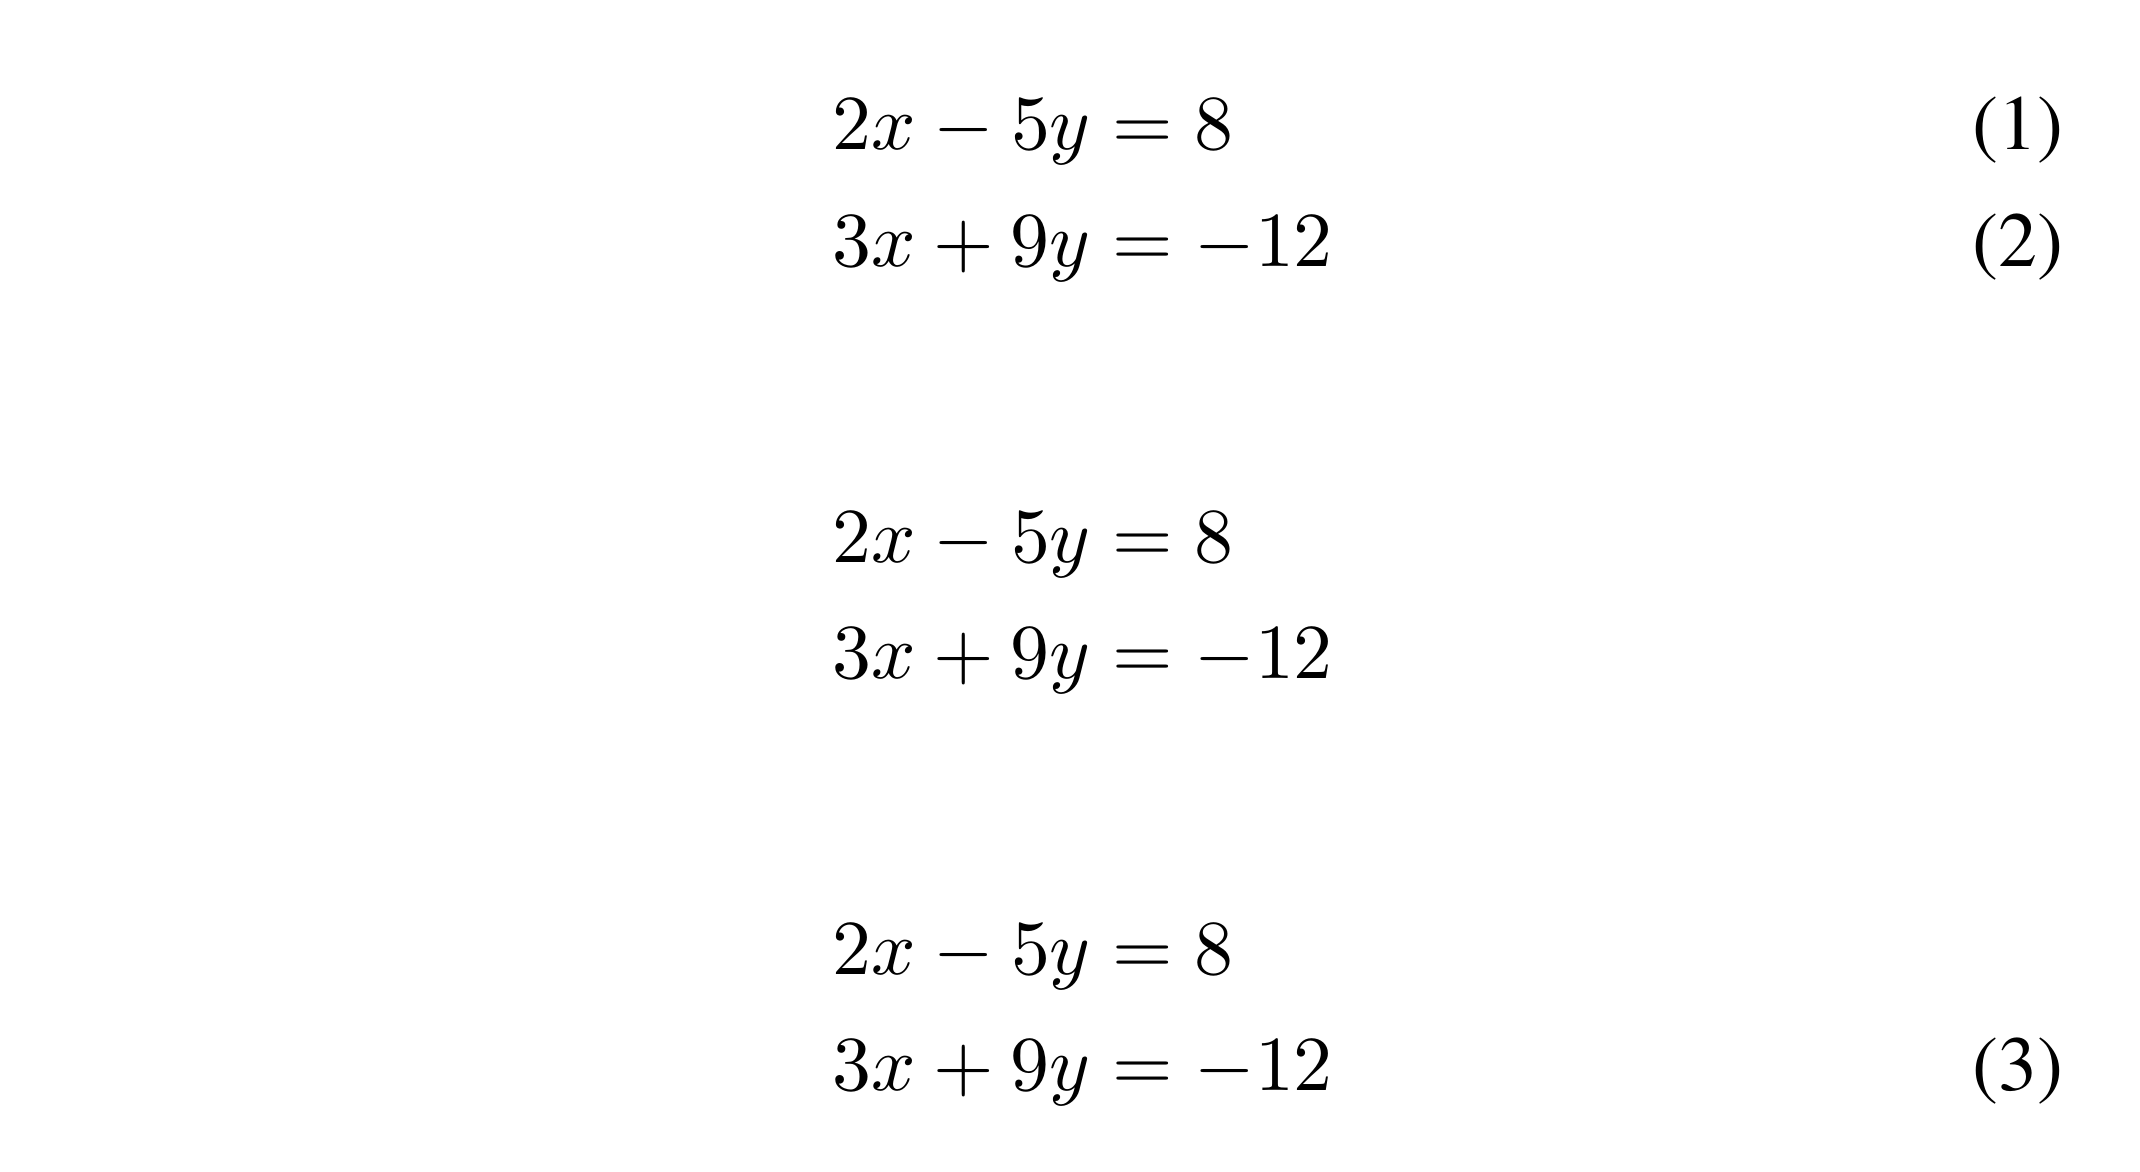 2x − 5y = 8 (1)
3x + 9y = −12 (2)
2x − 5y = 8
3x + 9y = −12
2x − 5y = 8
3x + 9y = −12 (3)